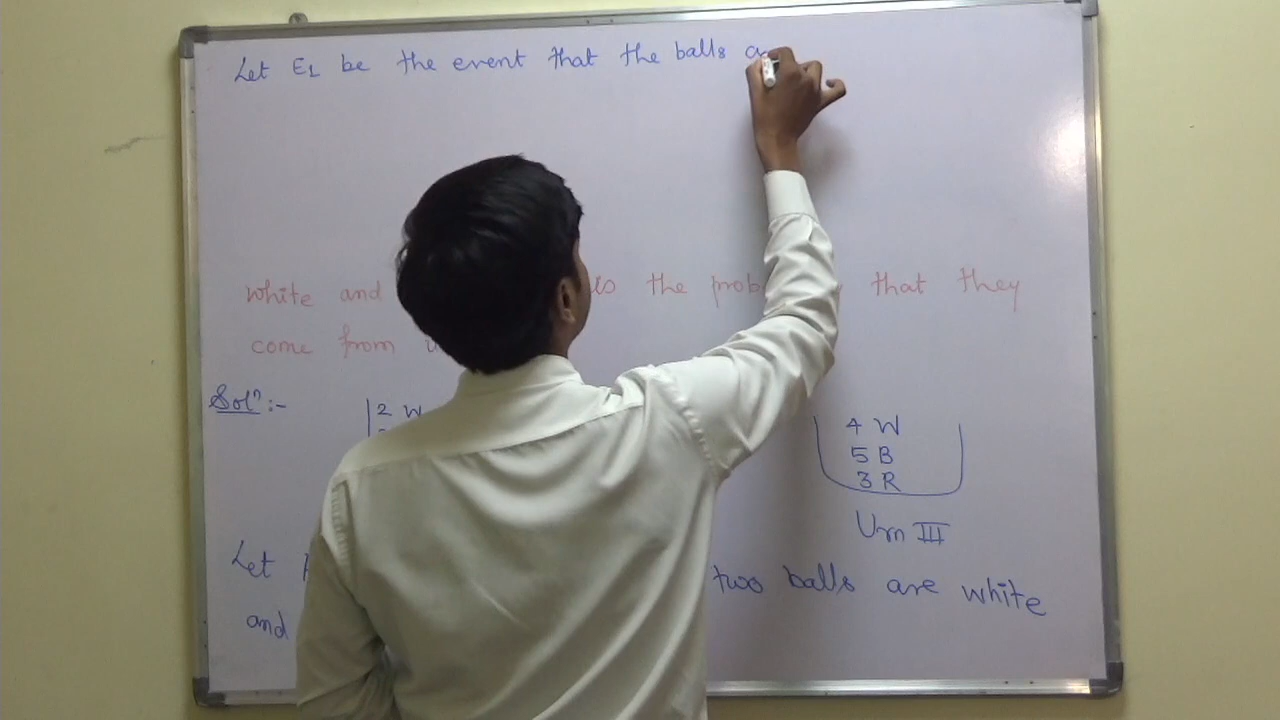 Let E1 be the event that the balls a
white and is the prob that they
come from
Solⁿ:-
2 W
4 W
5 B
3 R
Urn III
Let two balls are white
and